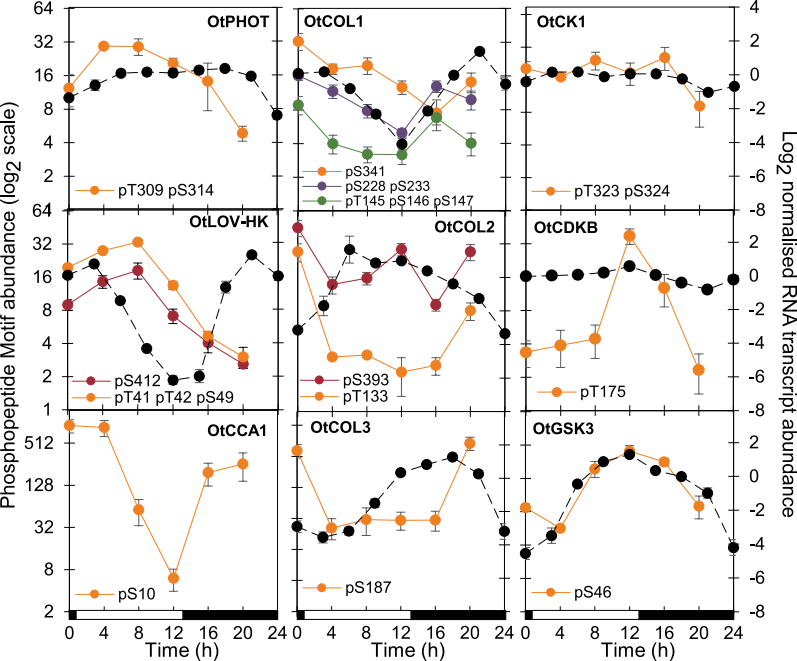 Phosphopeptide Motif abundance (log2 scale)
Log2 normalised RNA transcript abundance
OtPHOT
64
32
16
8
4
2
pT309 pS314
OtCOL1
pS341
pS228 pS233
pT145 pS146 pS147
OtCK1
4
2
0
-2
-4
-6
-8
pT323 pS324
OtLOV-HK
64
32
16
8
4
2
1
pS412
pT41 pT42 pS49
OtCOL2
pS393
pT133
OtCDKB
2
0
-2
-4
-6
-8
pT175
OtCCA1
512
128
32
8
2
pS10
OtCOL3
pS187
OtGSK3
2
0
-2
-4
-6
-8
pS46
0 4 8 12 16 20 24
0 4 8 12 16 20 24
0 4 8 12 16 20 24
Time (h)
Time (h)
Time (h)